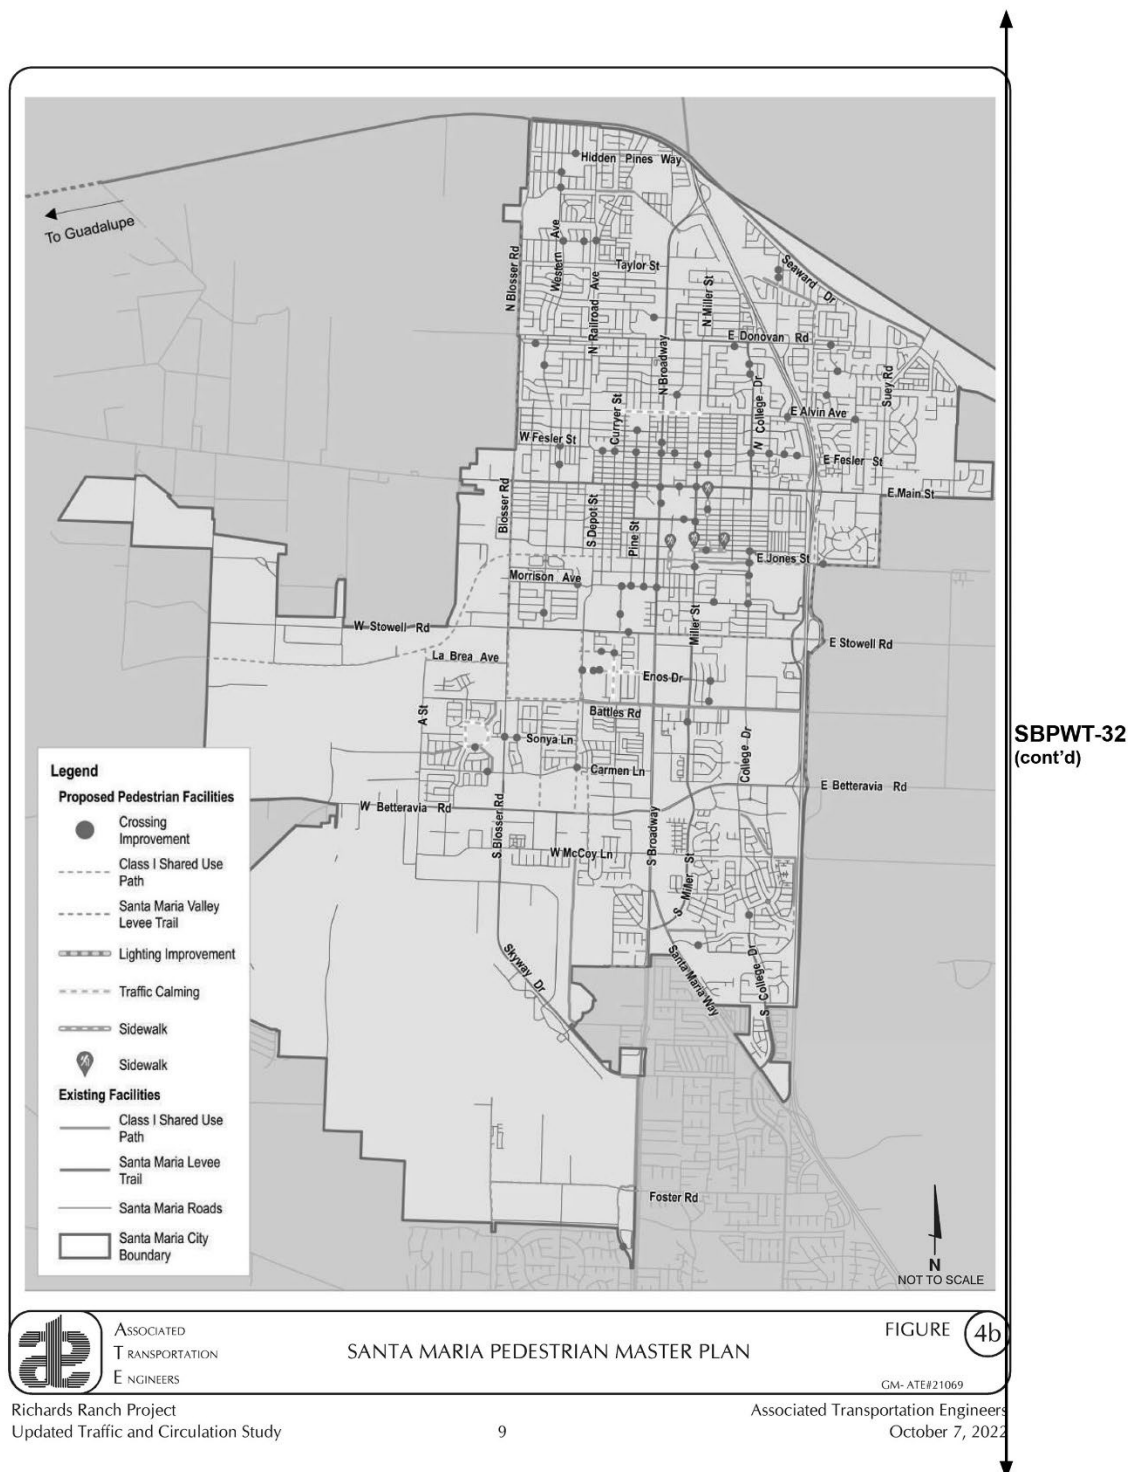 Hidden Pines Way
To Guadalupe
N Blosser Rd
Western Ave
N Railroad Ave
Taylor St
N Miller St
Seaward Dr
E Donovan Rd
N Broadway
Suey Rd
N College Dr
E Alvin Ave
Curryer St
W Fesler St
E Fesler St
E Main St
Blosser Rd
S Depot St
Pine St
E Jones St
Morrison Ave
Miller St
W Stowell Rd
E Stowell Rd
La Brea Ave
Enos Dr
A St
Battles Rd
Sonya Ln
College Dr
SBPWT-32
(cont'd)
Carmen Ln
E Betteravia Rd
W Betteravia Rd
S Blosser Rd
S Broadway
W McCoy Ln
S Miller St
Skyway Dr
Santa Maria Way
S College Dr
Foster Rd
Legend
Proposed Pedestrian Facilities
Crossing
Improvement
Class I Shared Use
Path
Santa Maria Valley
Levee Trail
Lighting Improvement
Traffic Calming
Sidewalk
Sidewalk
Existing Facilities
Class I Shared Use
Path
Santa Maria Levee
Trail
Santa Maria Roads
Santa Maria City
Boundary
N
NOT TO SCALE
ate
ASSOCIATED
TRANSPORTATION
ENGINEERS
SANTA MARIA PEDESTRIAN MASTER PLAN
FIGURE 4b
GM- ATE#21069
Richards Ranch Project
Updated Traffic and Circulation Study
9
Associated Transportation Engineers
October 7, 2022